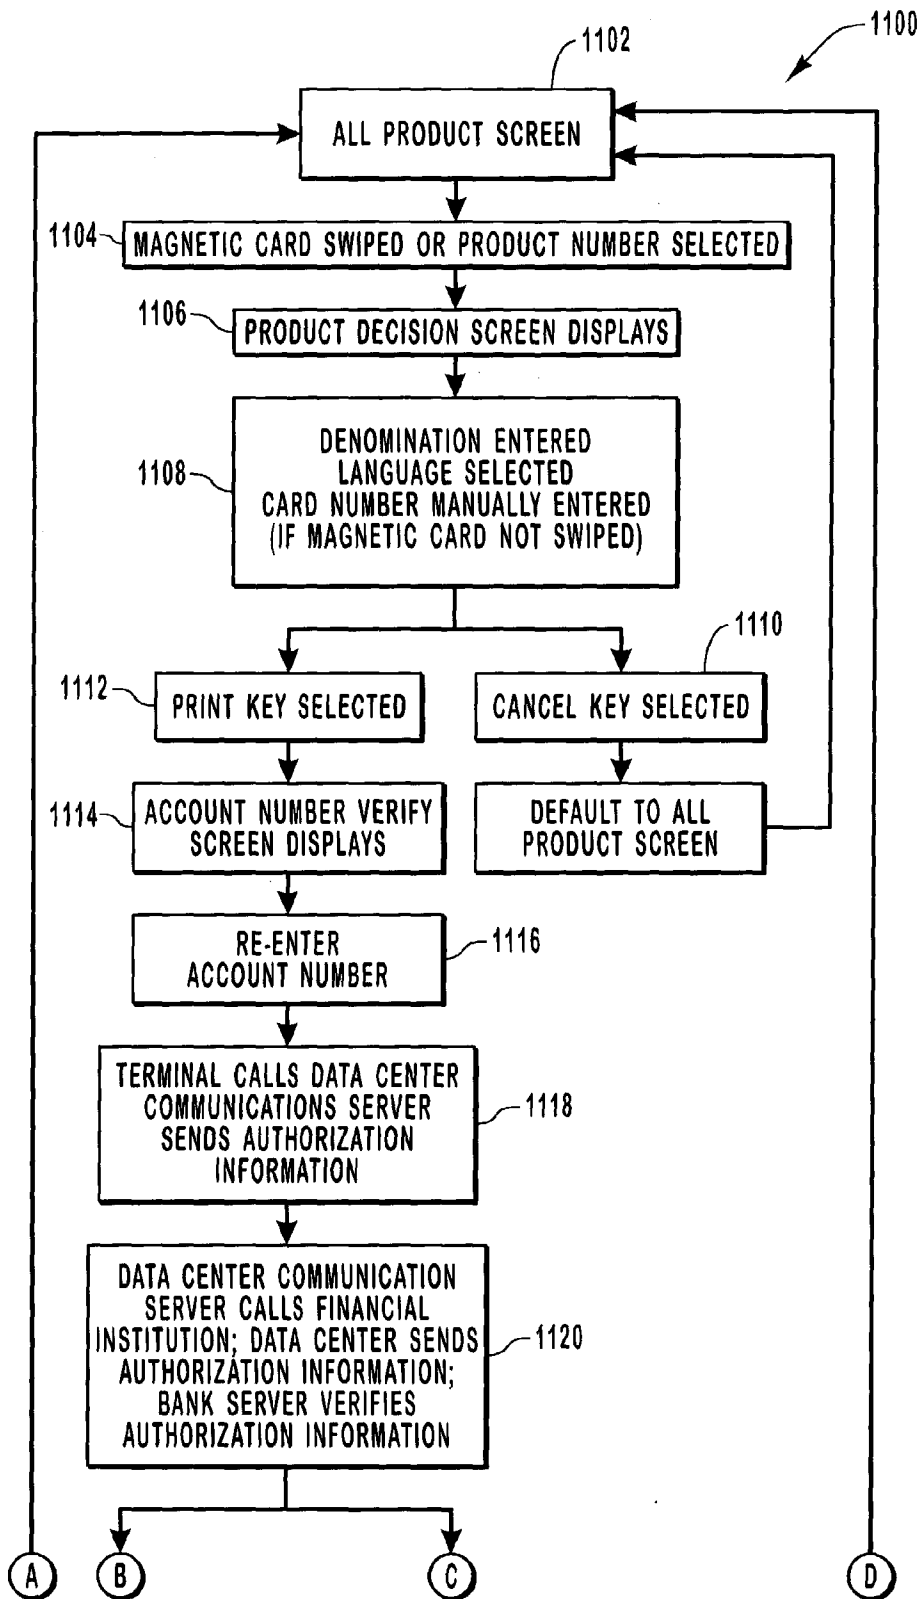 1100
1102
ALL PRODUCT SCREEN
1104
MAGNETIC CARD SWIPED OR PRODUCT NUMBER SELECTED
1106
PRODUCT DECISION SCREEN DISPLAYS
1108
DENOMINATION ENTERED
LANGUAGE SELECTED
CARD NUMBER MANUALLY ENTERED
(IF MAGNETIC CARD NOT SWIPED)
1110
1112
PRINT KEY SELECTED
CANCEL KEY SELECTED
1114
ACCOUNT NUMBER VERIFY
SCREEN DISPLAYS
DEFAULT TO ALL
PRODUCT SCREEN
RE-ENTER
ACCOUNT NUMBER
1116
TERMINAL CALLS DATA CENTER
COMMUNICATIONS SERVER
SENDS AUTHORIZATION
INFORMATION
1118
DATA CENTER COMMUNICATION
SERVER CALLS FINANCIAL
INSTITUTION; DATA CENTER SENDS
AUTHORIZATION INFORMATION;
BANK SERVER VERIFIES
AUTHORIZATION INFORMATION
1120
A
B
C
D